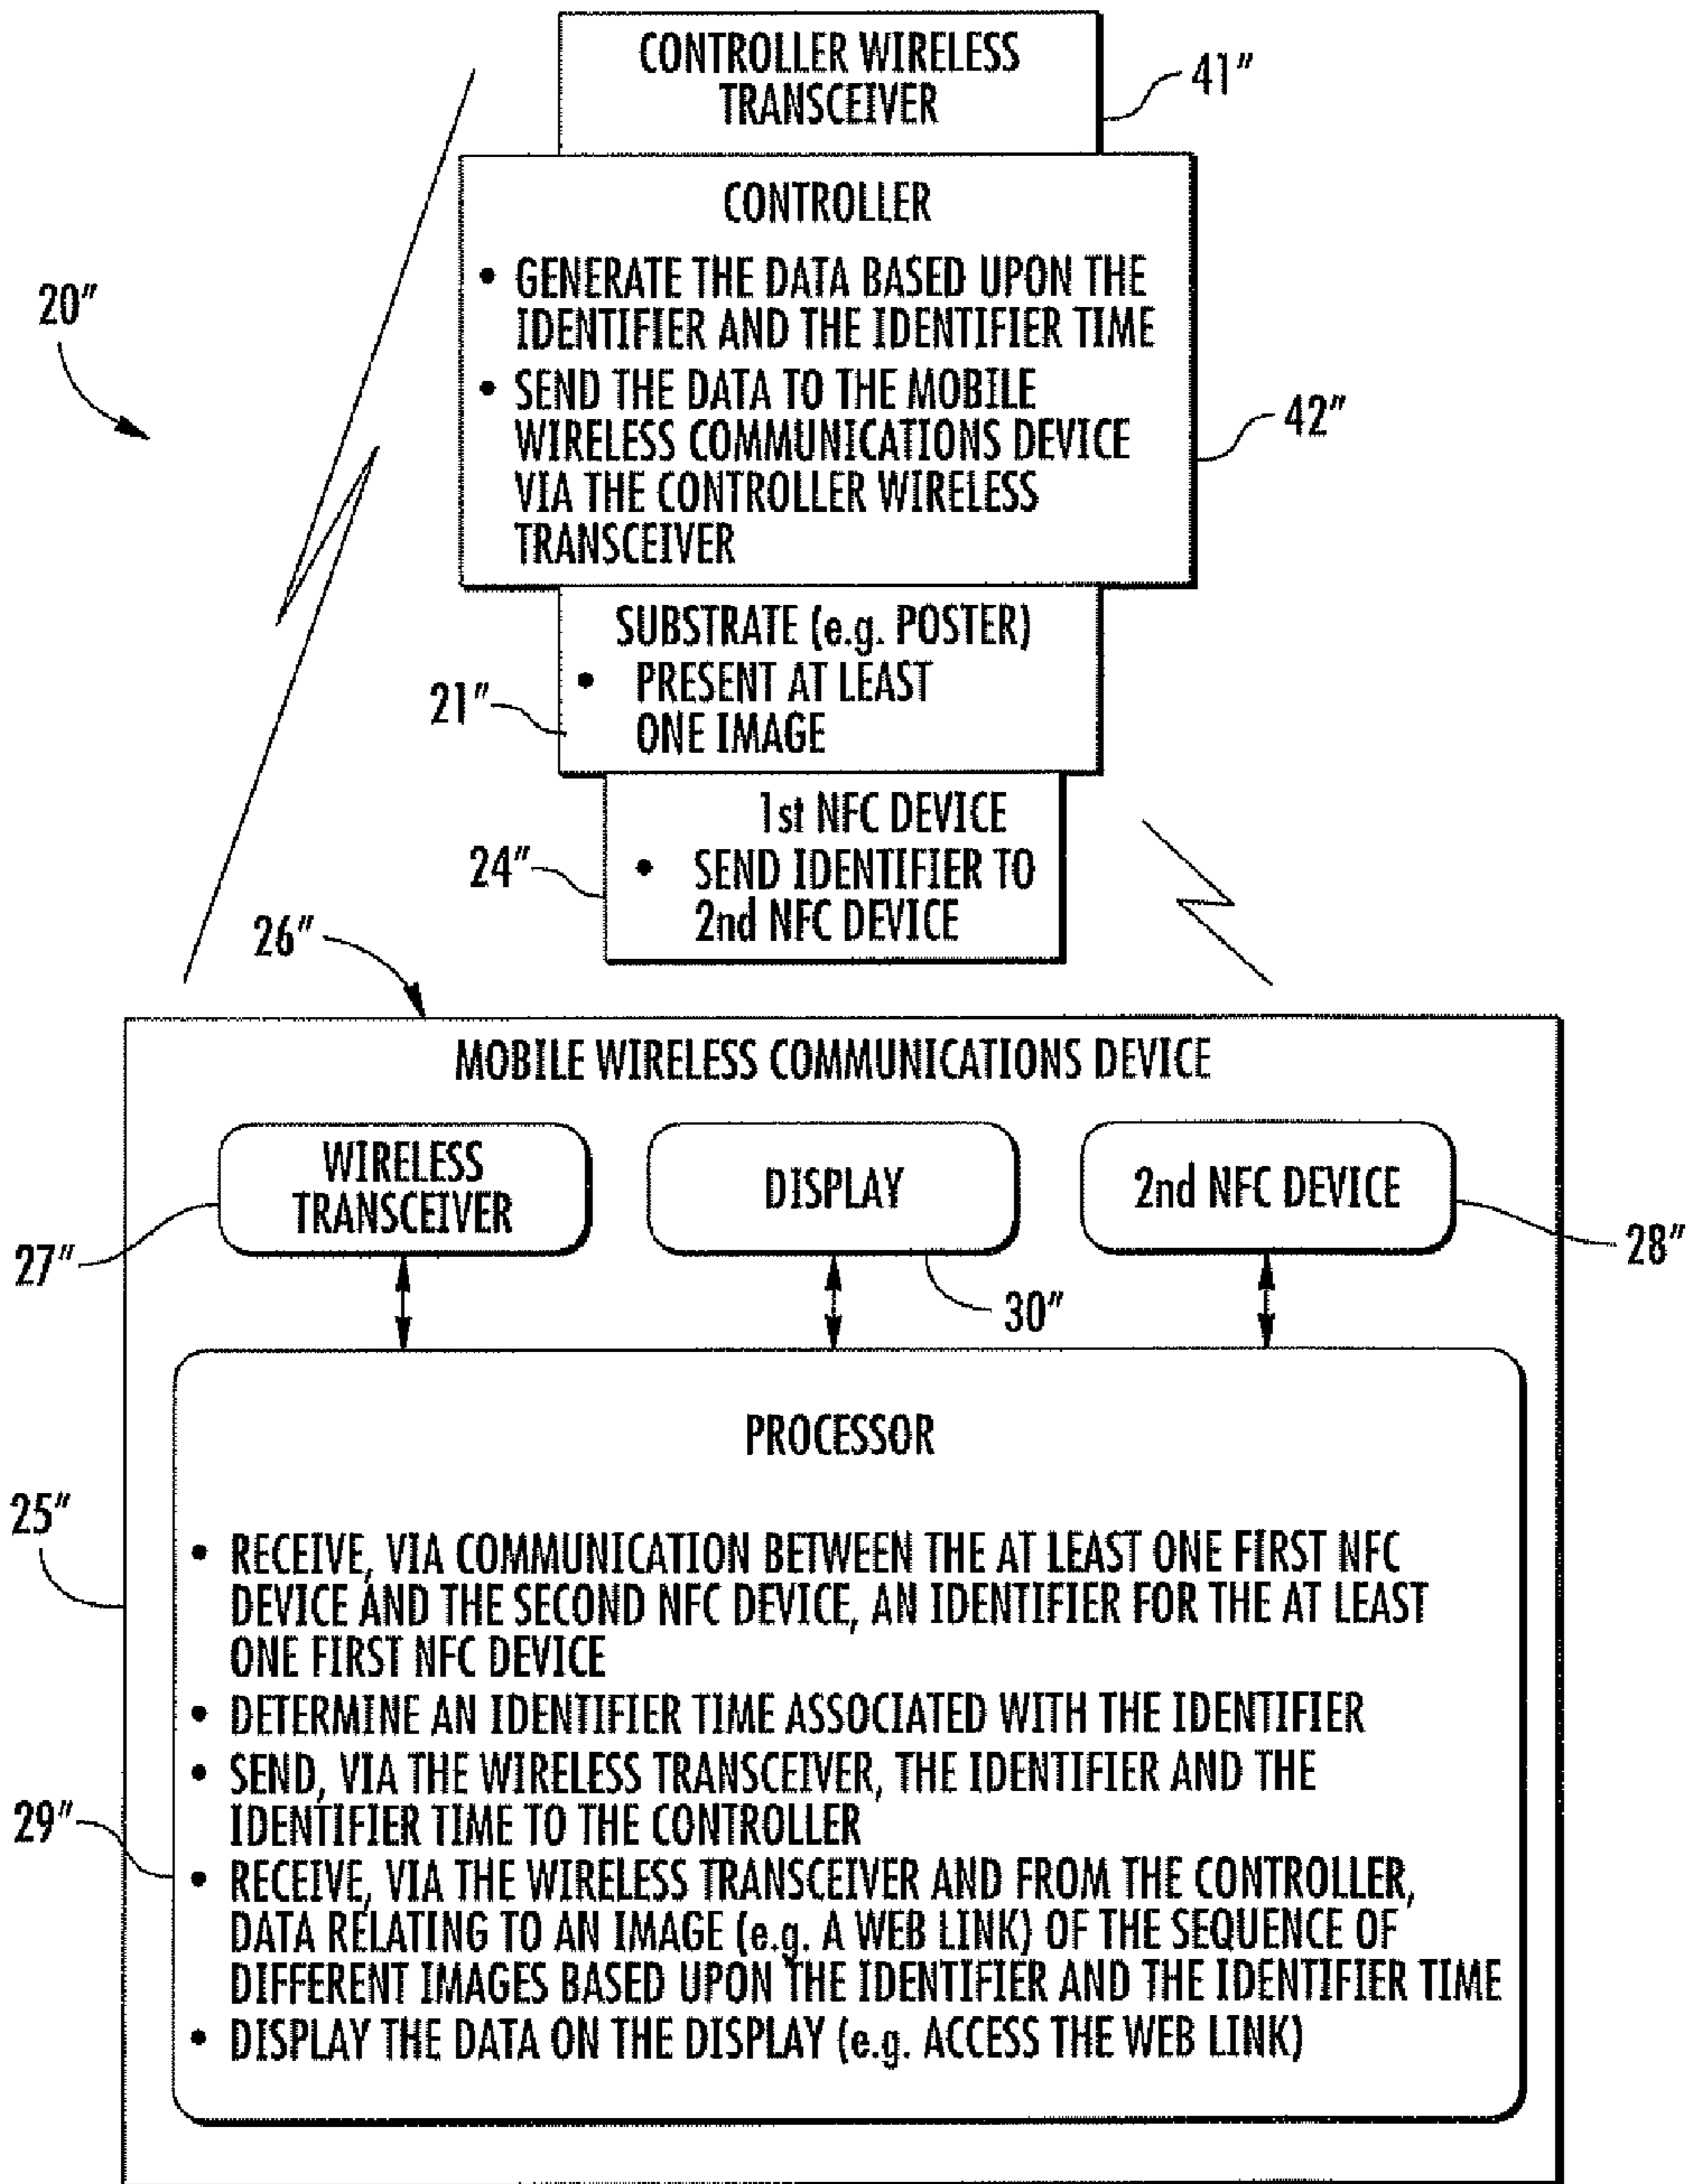 CONTROLLER WIRELESS
TRANSCEIVER
41"
CONTROLLER
• GENERATE THE DATA BASED UPON THE
IDENTIFIER AND THE IDENTIFIER TIME
• SEND THE DATA TO THE MOBILE
WIRELESS COMMUNICATIONS DEVICE
VIA THE CONTROLLER WIRELESS
TRANSCEIVER
20"
42"
SUBSTRATE (e.g. POSTER)
• PRESENT AT LEAST
ONE IMAGE
21"
1st NFC DEVICE
• SEND IDENTIFIER TO
2nd NFC DEVICE
24"
26"
MOBILE WIRELESS COMMUNICATIONS DEVICE
WIRELESS
TRANSCEIVER
DISPLAY
2nd NFC DEVICE
27"
30"
28"
PROCESSOR
25"
• RECEIVE, VIA COMMUNICATION BETWEEN THE AT LEAST ONE FIRST NFC
DEVICE AND THE SECOND NFC DEVICE, AN IDENTIFIER FOR THE AT LEAST
ONE FIRST NFC DEVICE
• DETERMINE AN IDENTIFIER TIME ASSOCIATED WITH THE IDENTIFIER
• SEND, VIA THE WIRELESS TRANSCEIVER, THE IDENTIFIER AND THE
IDENTIFIER TIME TO THE CONTROLLER
29"
• RECEIVE, VIA THE WIRELESS TRANSCEIVER AND FROM THE CONTROLLER,
DATA RELATING TO AN IMAGE (e.g. A WEB LINK) OF THE SEQUENCE OF
DIFFERENT IMAGES BASED UPON THE IDENTIFIER AND THE IDENTIFIER TIME
• DISPLAY THE DATA ON THE DISPLAY (e.g. ACCESS THE WEB LINK)